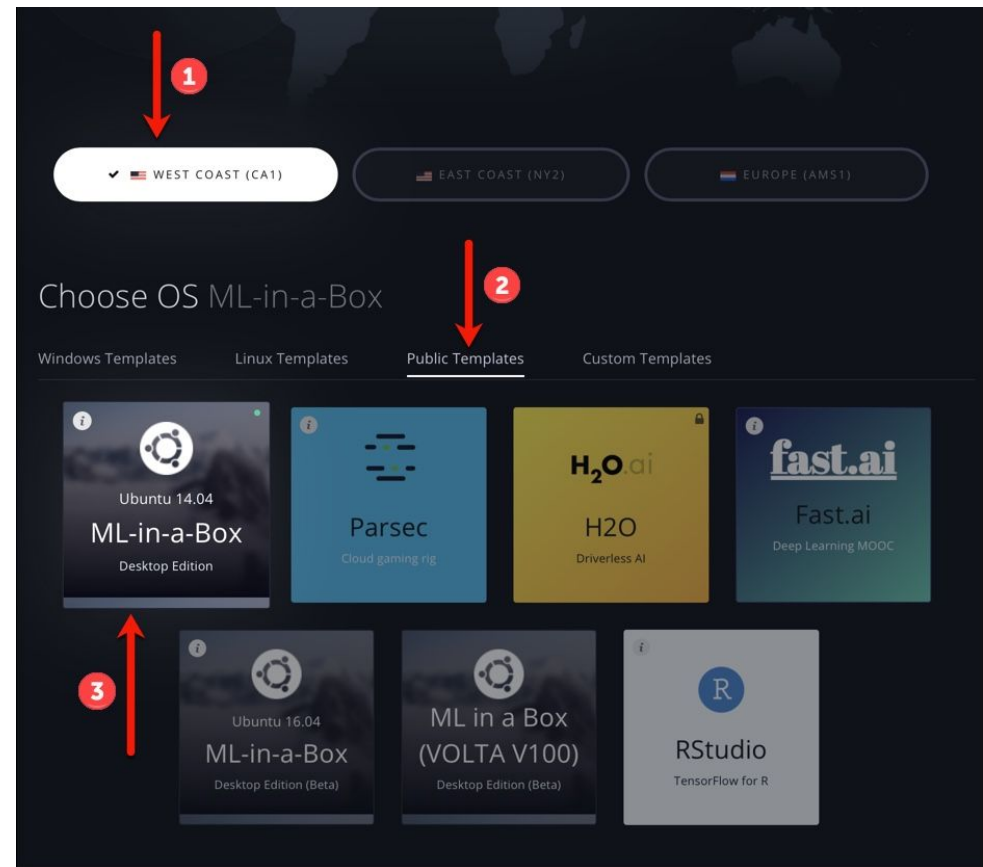 1
✔ WEST COAST (CA1)
EAST COAST (NY2)
EUROPE (AMS1)
2
Choose OS ML-in-a-Box
Windows Templates
Linux Templates
Public Templates
Custom Templates
i
Ubuntu 14.04
ML-in-a-Box
Desktop Edition
i
Parsec
Cloud gaming rig
H2O.ai
H2O
Driverless AI
i
fast.ai
Fast.ai
Deep Learning MOOC
3
i
Ubuntu 16.04
ML-in-a-Box
Desktop Edition (Beta)
ML in a Box
(VOLTA V100)
Desktop Edition (Beta)
i
R
RStudio
TensorFlow for R